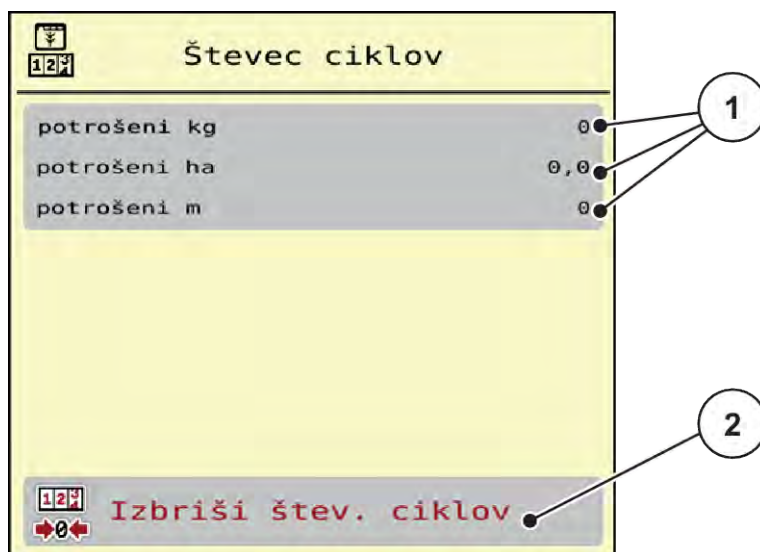 Števec ciklov
potrošeni kg 0
potrošeni ha 0,0
potrošeni m 0
1
2
Izbriši štev. ciklov